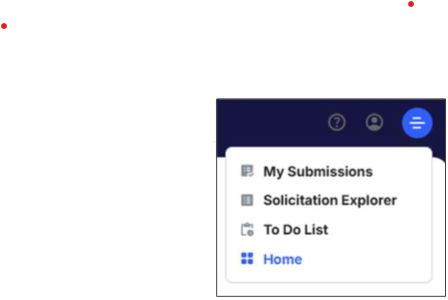 My Submissions
Solicitation Explorer
To Do List
Home